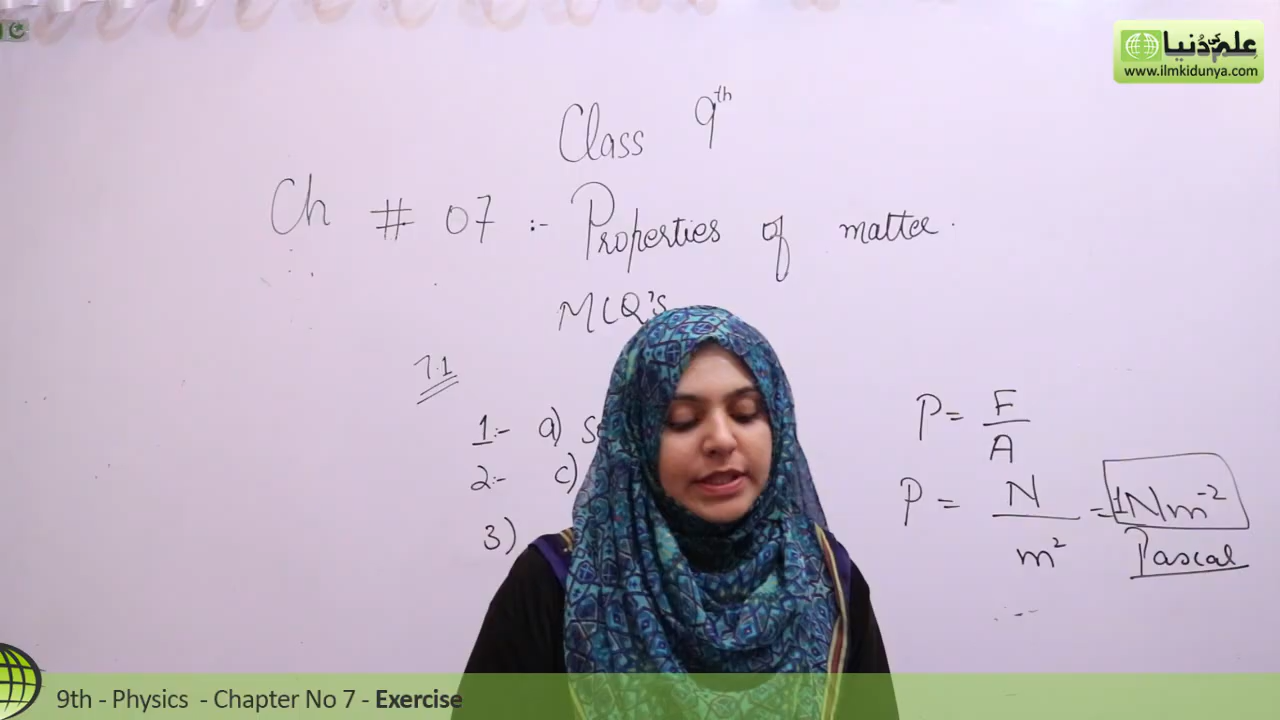 علم کی دُنیا
www.ilmkidunya.com
Class 9th
Ch # 07 :- Properties of matter.
MCQ's
7.1
1:- a)
2:- c)
3)
P = F/A
P = N/m² = 1Nm⁻²
Pascal
9th - Physics - Chapter No 7 - Exercise